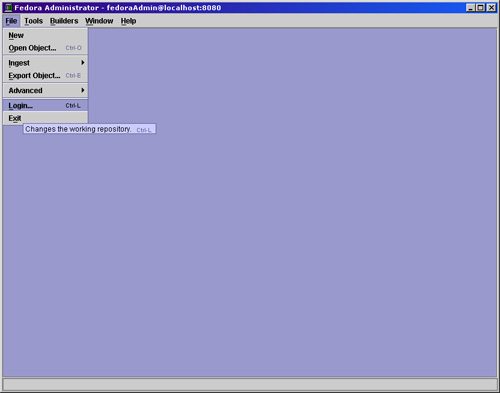 Fedora Administrator - fedoraAdmin@localhost:8080
File Tools Builders Window Help
New
Open Object... Ctrl-O
Ingest
Export Object... Ctrl-E
Advanced
Login... Ctrl-L
Exit
Changes the working repository. Ctrl-L